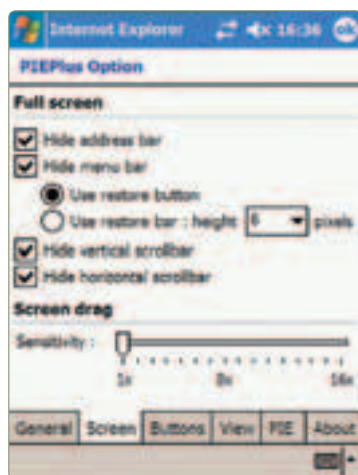 Internet Explorer 16:36 ok
PIEPlus Option
Full screen
Hide address bar
Hide menu bar
Use restore button
Use restore bar : height 6 pixels
Hide vertical scrollbar
Hide horizontal scrollbar
Screen drag
Sensitivity :
1x 8x 16x
General Screen Buttons View PIE About